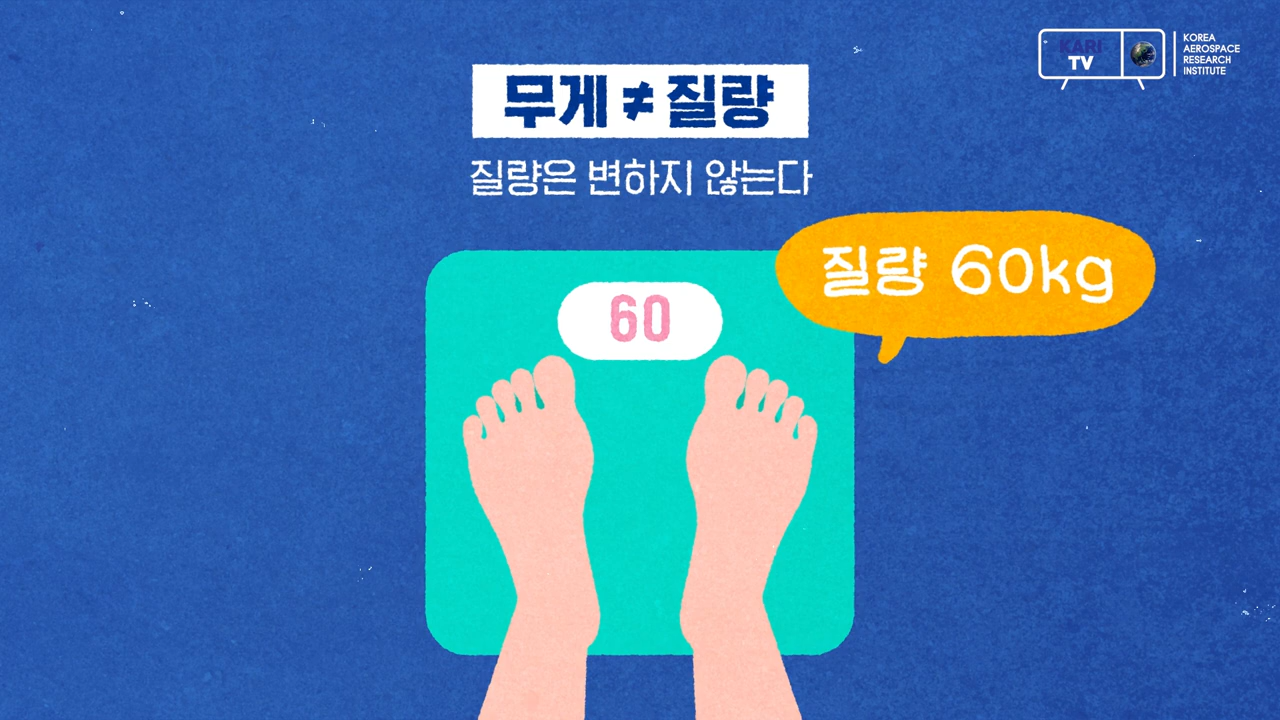 KARI
TV
KOREA
AEROSPACE
RESEARCH
INSTITUTE
무게 ≠ 질량
질량은 변하지 않는다
질량 60kg
60